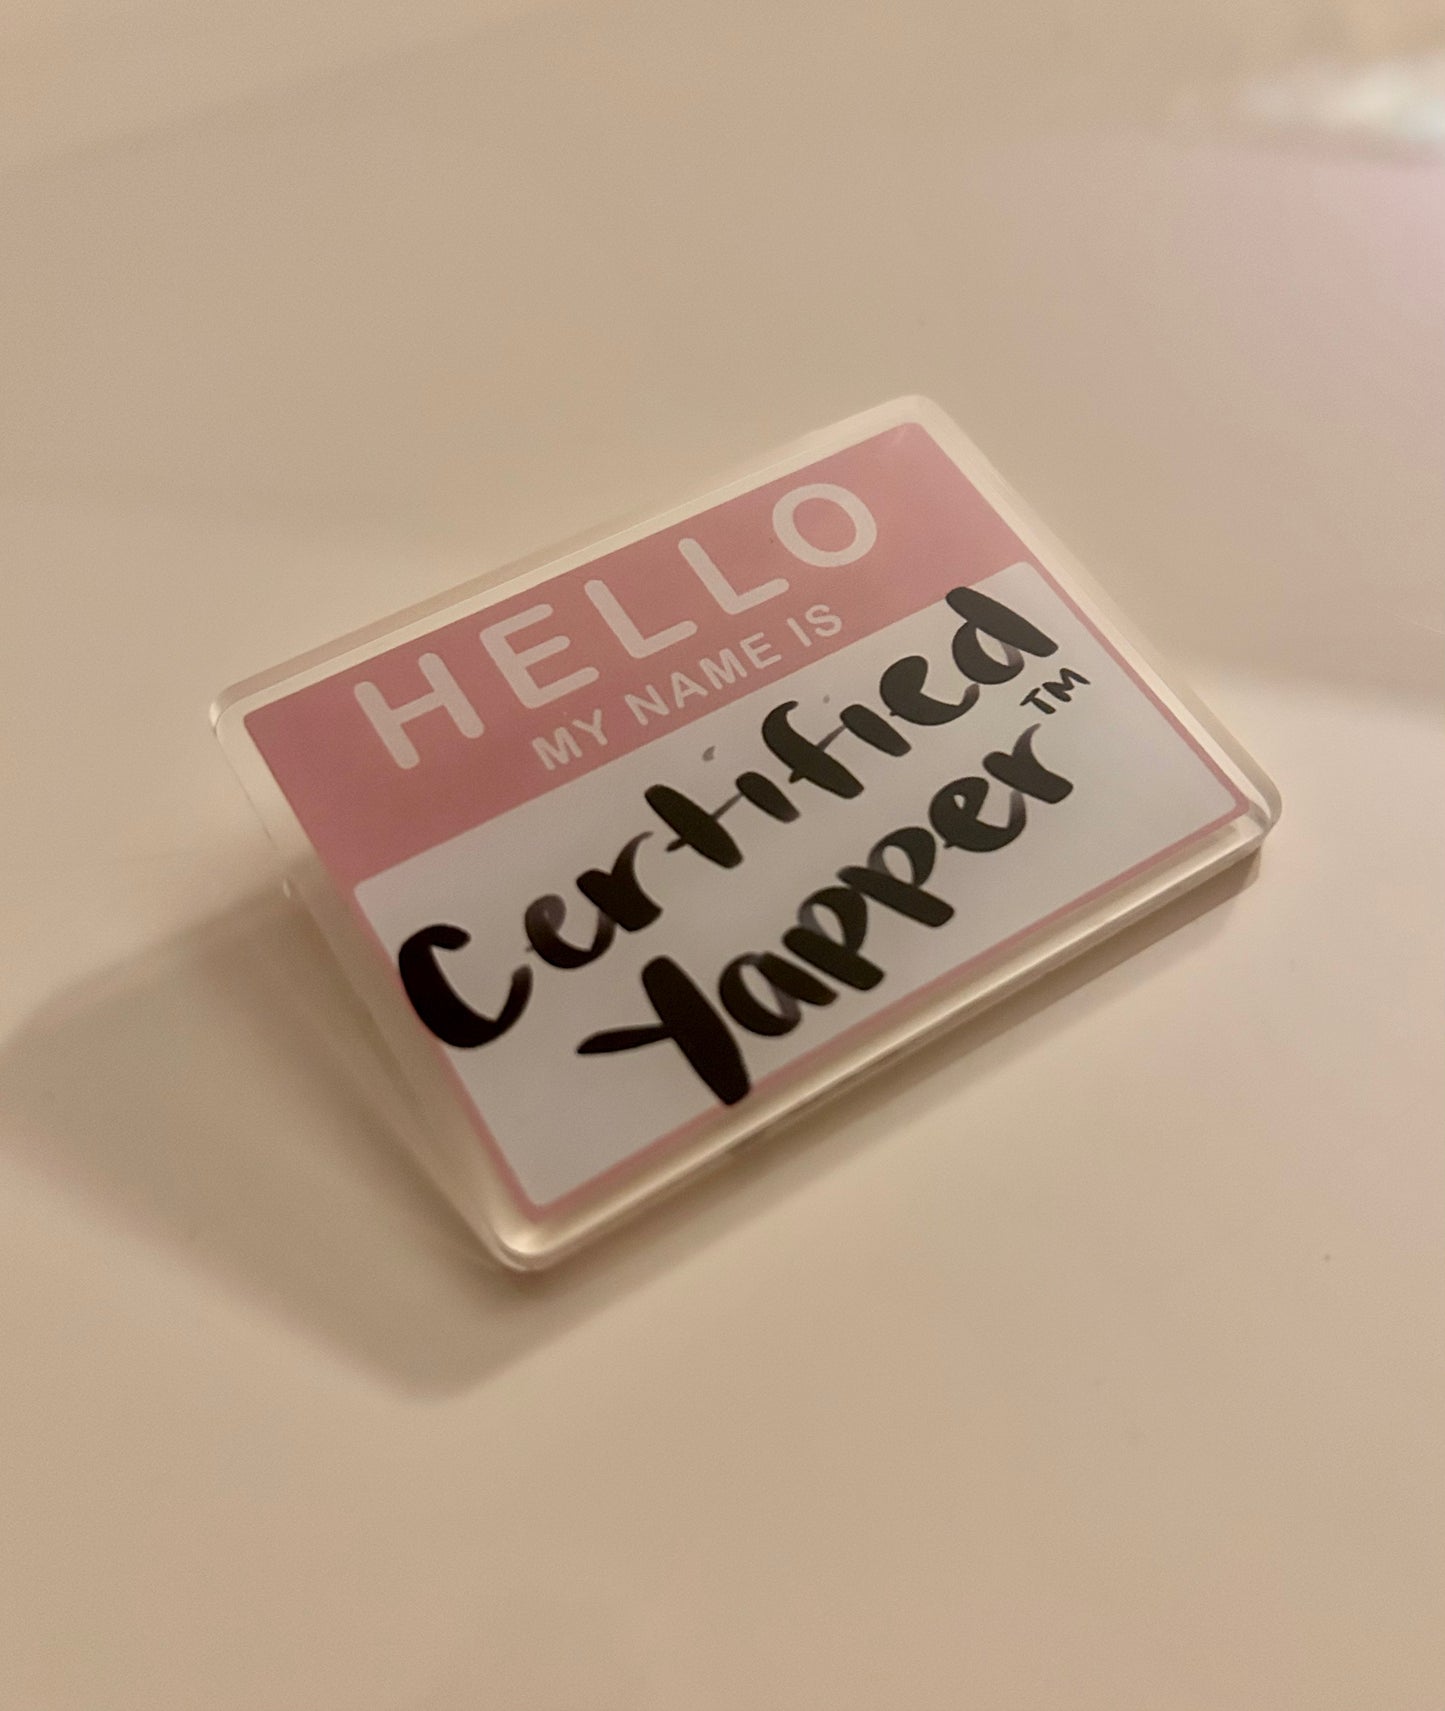 HELLO
MY NAME IS
Certified
Yapper™